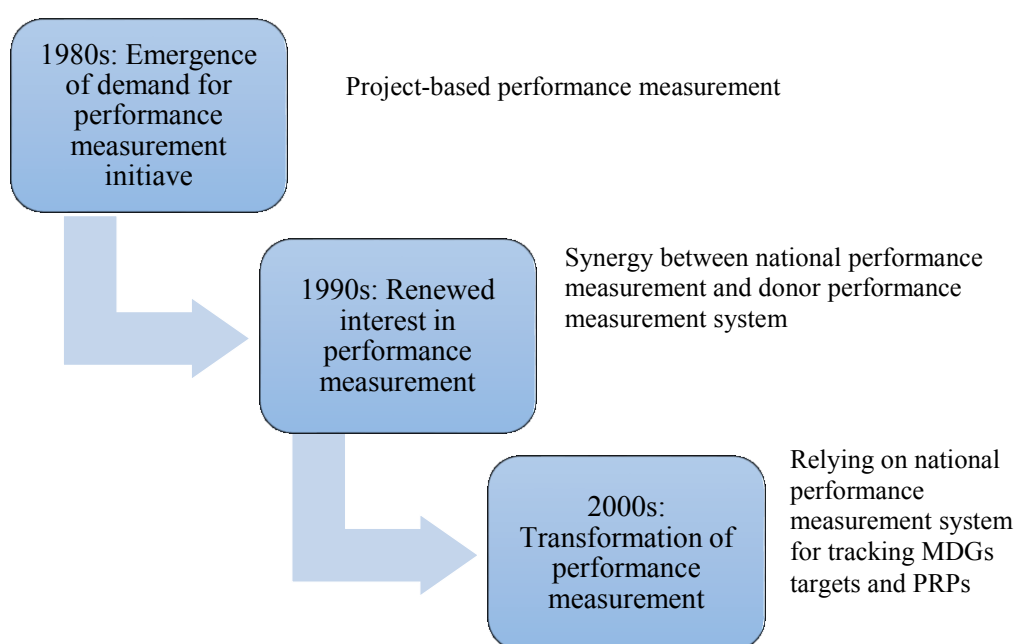 1980s: Emergence
of demand for
performance
measurement
initiave
Project-based performance measurement
1990s: Renewed
interest in
performance
measurement
Synergy between national performance
measurement and donor performance
measurement system
2000s:
Transformation of
performance
measurement
Relying on national
performance
measurement system
for tracking MDGs
targets and PRPs